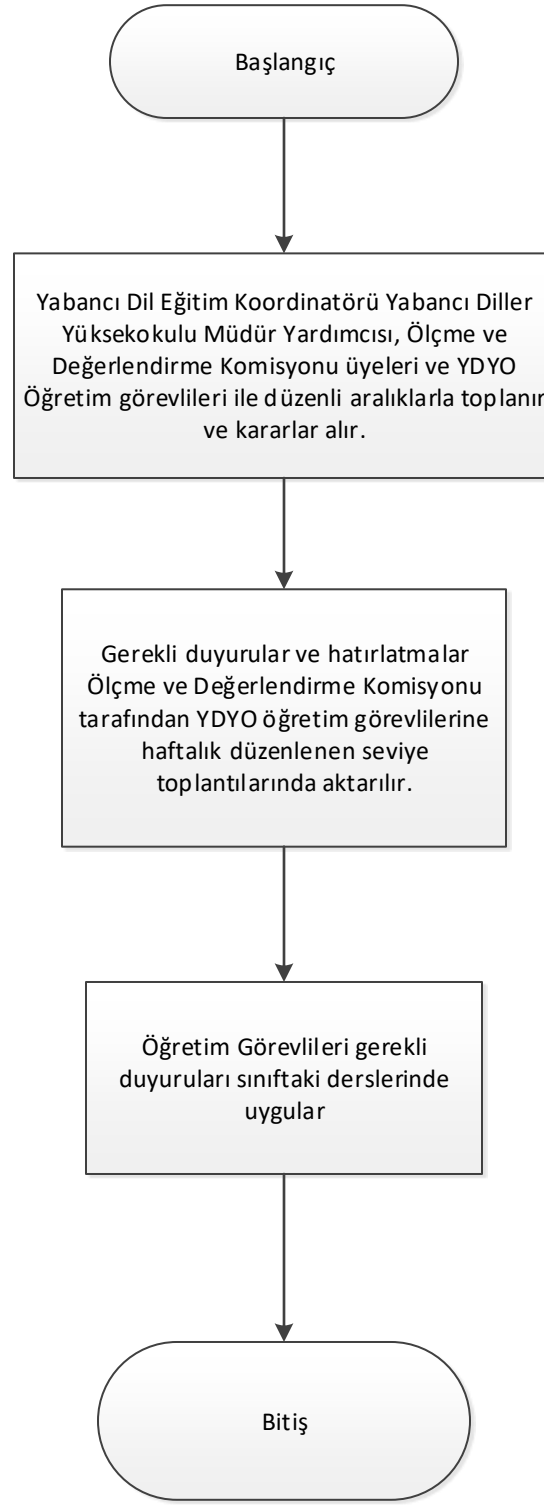 Başlangıç
Yabancı Dil Eğitim Koordinatörü Yabancı Diller
Yüksekokulu Müdür Yardımcısı, Ölçme ve
Değerlendirme Komisyonu üyeleri ve YDYO
Öğretim görevlileri ile düzenli aralıklarla toplanır
ve kararlar alır.
Gerekli duyurular ve hatırlatmalar
Ölçme ve Değerlendirme Komisyonu
tarafından YDYO öğretim görevlilerine
haftalık düzenlenen seviye
toplantılarında aktarılır.
Öğretim Görevlileri gerekli
duyuruları sınıftaki derslerinde
uygular
Bitiş